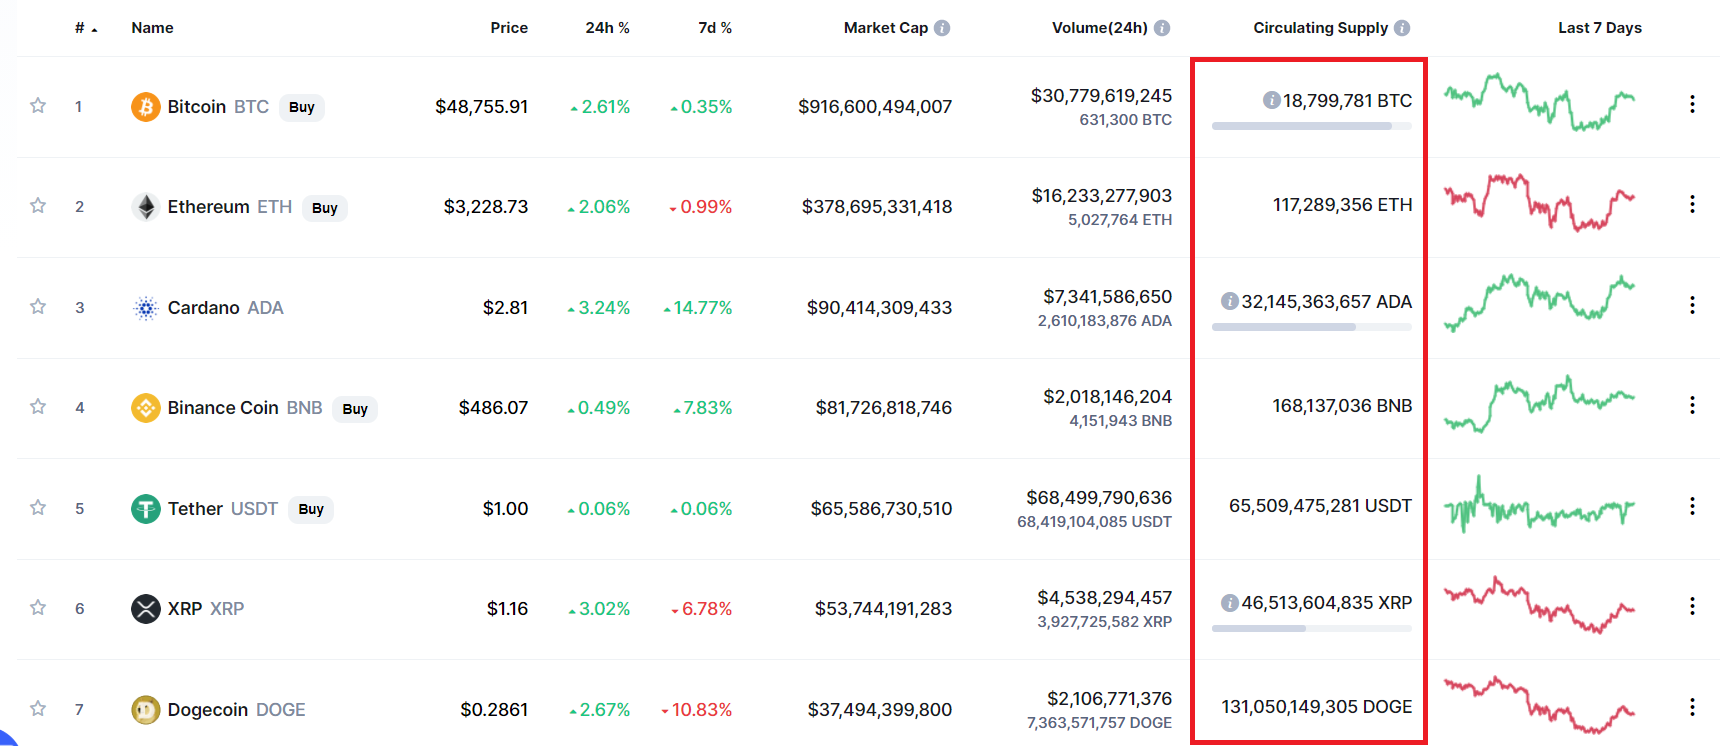 # Name Price 24h % 7d % Market Cap Volume(24h) Circulating Supply Last 7 Days
1 Bitcoin BTC Buy $48,755.91 2.61% 0.35% $916,600,494,007 $30,779,619,245 18,799,781 BTC
631,300 BTC
2 Ethereum ETH Buy $3,228.73 2.06% 0.99% $378,695,331,418 $16,233,277,903 117,289,356 ETH
5,027,764 ETH
3 Cardano ADA $2.81 3.24% 14.77% $90,414,309,433 $7,341,586,650 32,145,363,657 ADA
2,610,183,876 ADA
4 Binance Coin BNB Buy $486.07 0.49% 7.83% $81,726,818,746 $2,018,146,204 168,137,036 BNB
4,151,943 BNB
5 Tether USDT Buy $1.00 0.06% 0.06% $65,586,730,510 $68,499,790,636 65,509,475,281 USDT
68,419,104,085 USDT
6 XRP XRP $1.16 3.02% 6.78% $53,744,191,283 $4,538,294,457 46,513,604,835 XRP
3,927,725,582 XRP
7 Dogecoin DOGE $0.2861 2.67% 10.83% $37,494,399,800 $2,106,771,376 131,050,149,305 DOGE
7,363,571,757 DOGE